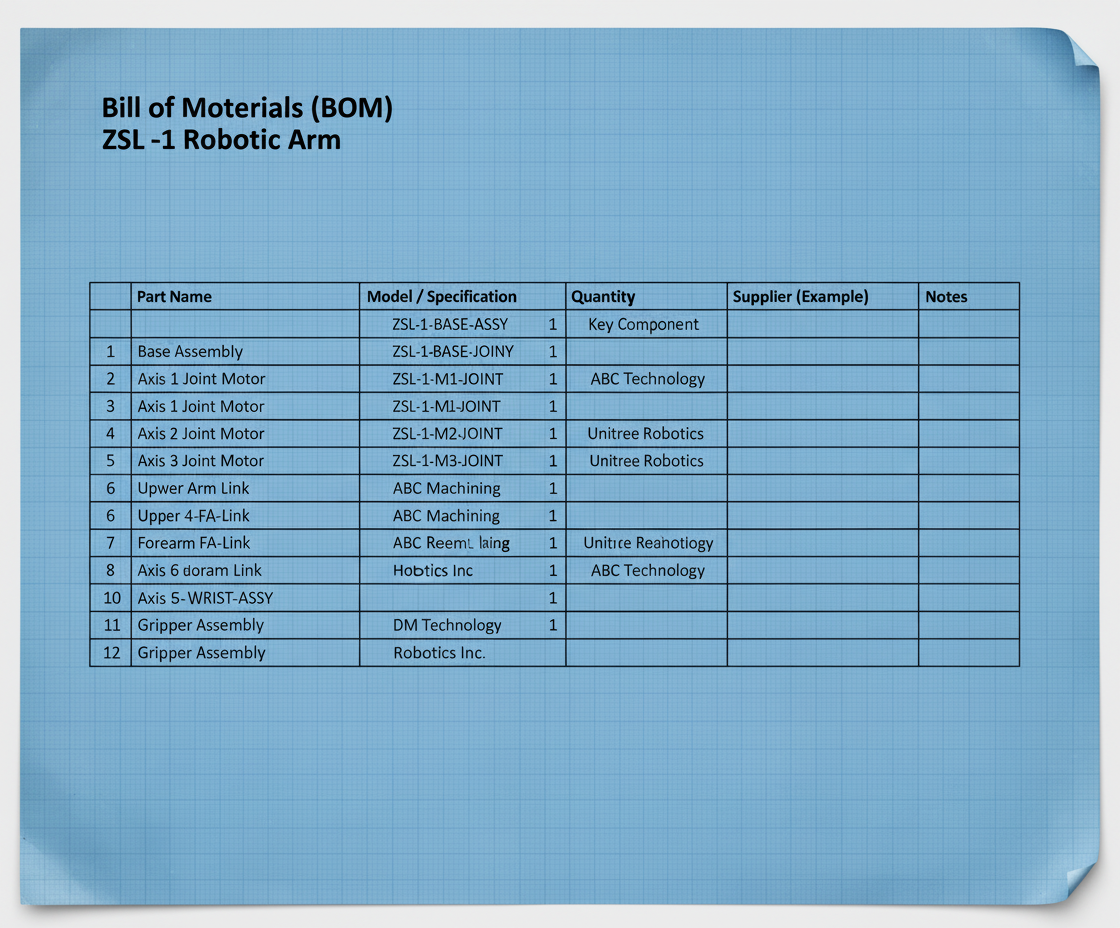 Bill of Moterials (BOM)
ZSL -1 Robotic Arm
Part Name Model / Specification Quantity Supplier (Example) Notes
ZSL-1-BASE-ASSY 1 Key Component
1 Base Assembly ZSL-1-BASE-JOINY 1
2 Axis 1 Joint Motor ZSL-1-M1-JOINT 1 ABC Technology
3 Axis 1 Joint Motor ZSL-1-M1-JOINT 1
4 Axis 2 Joint Motor ZSL-1-M2-JOINT 1 Unitree Robotics
5 Axis 3 Joint Motor ZSL-1-M3-JOINT 1 Unitree Robotics
6 Upwer Arm Link ABC Machining 1
6 Upper 4-FA-Link ABC Machining 1
7 Forearm FA-Link ABC 1
8 Axis 6 doram Link Hobtics Inc 1 ABC Technology
10 Axis 5-WRIST-ASSY 1
11 Gripper Assembly DM Technology 1
12 Gripper Assembly Robotics Inc.